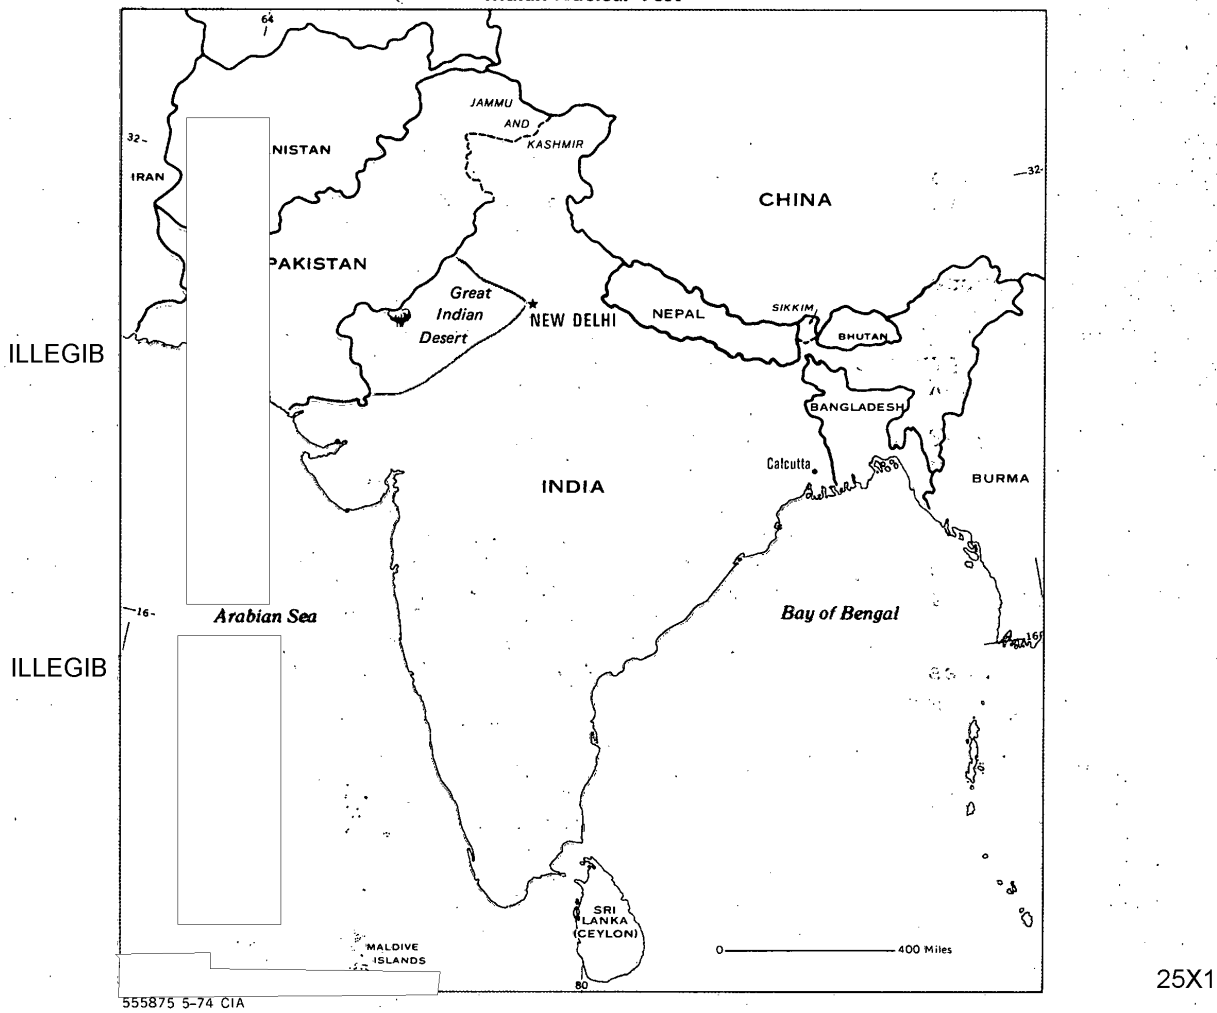 64
JAMMU
AND
KASHMIR
32
NISTAN
IRAN
32
CHINA
PAKISTAN
Great
Indian
Desert
NEW DELHI
NEPAL
SIKKIM
BHUTAN
ILLEGIB
BANGLADESH
Calcutta
INDIA
BURMA
16
Arabian Sea
Bay of Bengal
16
ILLEGIB
SRI
LANKA
(CEYLON)
MALDIVE
ISLANDS
0 400 Miles
80
25X1
555875 5-74 CIA